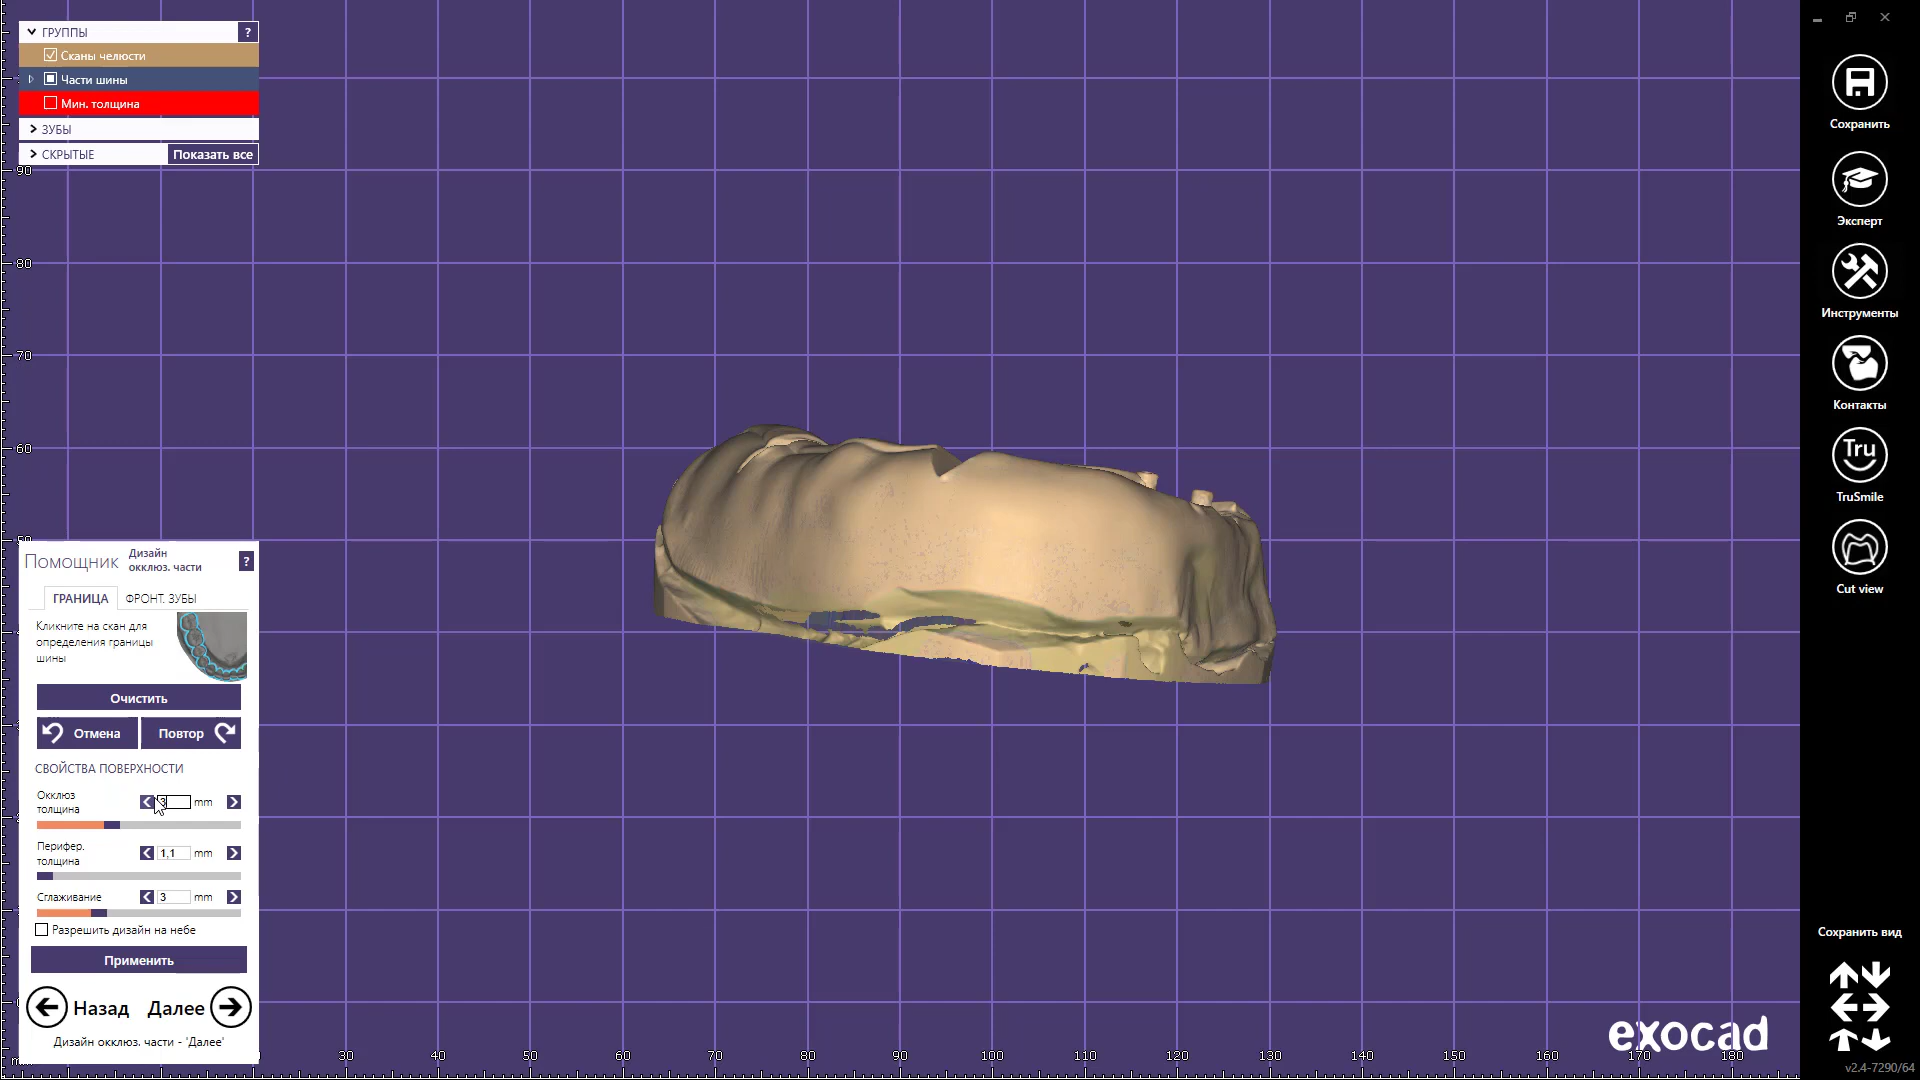 ГРУППЫ ?
Сканы челюсти
Части шины
Мин. толщина
ЗУБЫ
СКРЫТЫЕ Показать все
90
80
70
60
Помощник Дизайн окклюз. части ?
ГРАНИЦА ФРОНТ. ЗУБЫ
Кликните на скан для
определения границы
шины
Очистить
Отмена Повтор
СВОЙСТВА ПОВЕРХНОСТИ
Окклюз
толщина 3 mm
Перифер.
толщина 1,1 mm
Сглаживание 3 mm
Разрешить дизайн на небе
Применить
Назад Далее
Дизайн окклюз. части - 'Далее'
30 40 50 60 70 80 90 100 110 120 130 140 150 160 170 180
Сохранить
Эксперт
Инструменты
Контакты
Tru
TruSmile
Cut view
Сохранить вид
exocad
v2.4-7290/64